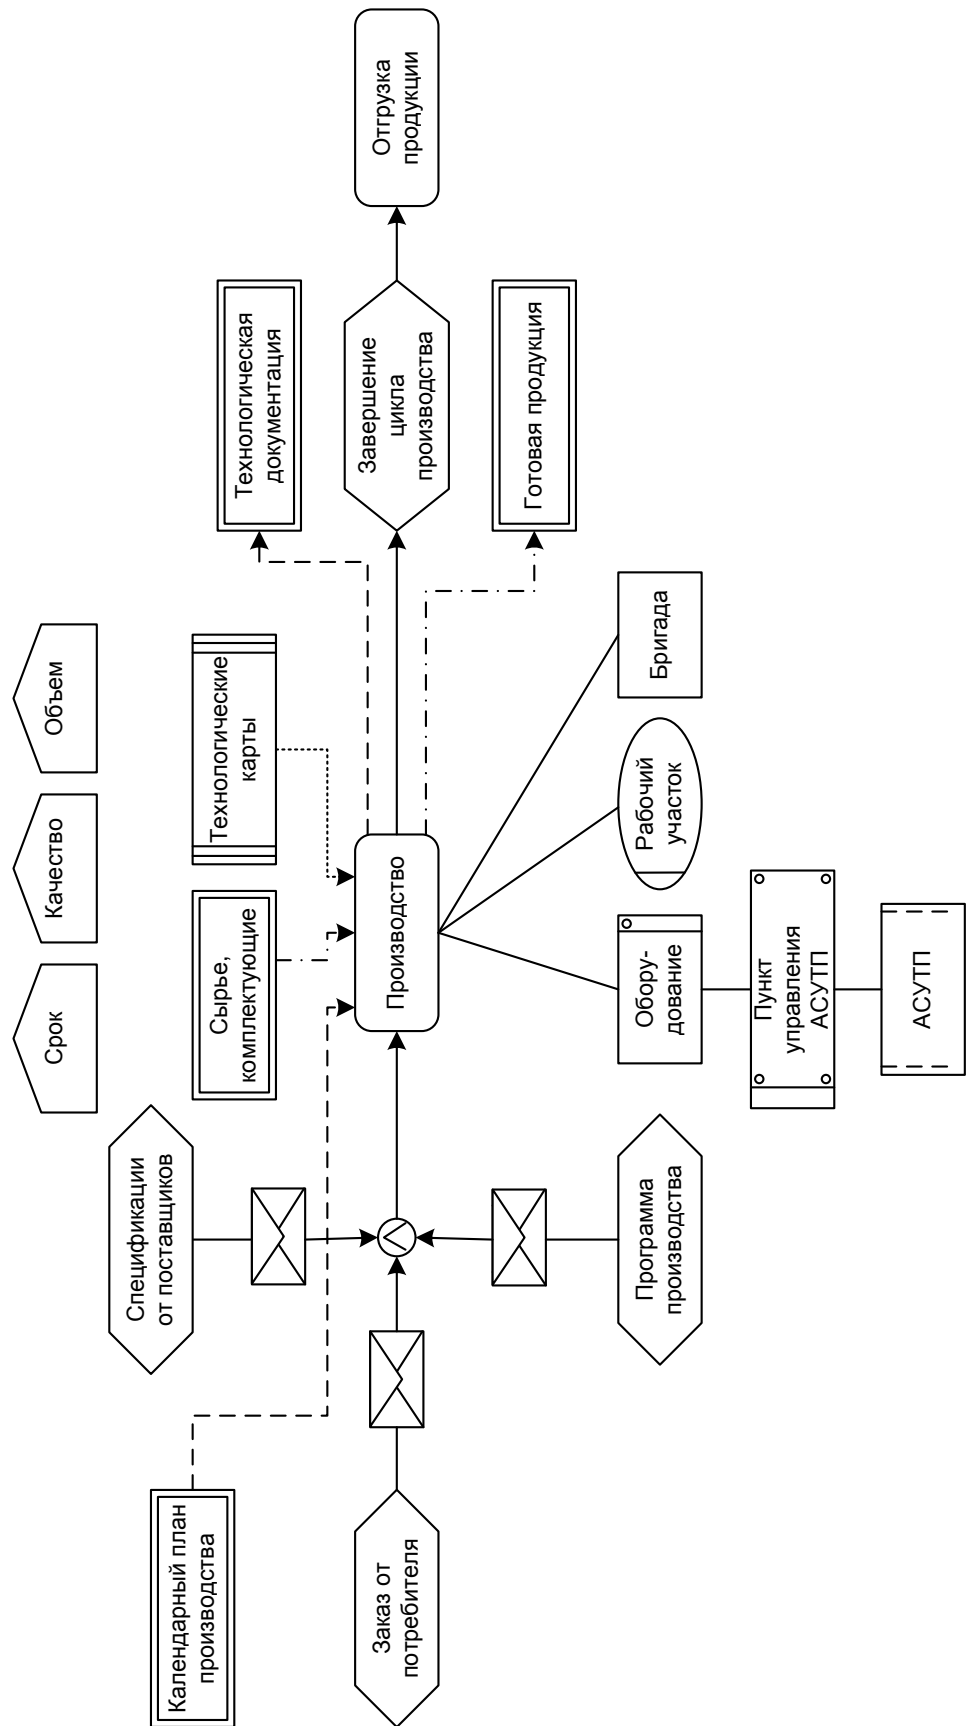 Срок
Качество
Объем
Календарный план
производства
Спецификации
от поставщиков
Сырье,
комплектующие
Технологические
карты
Технологическая
документация
Заказ от
потребителя
Производство
Завершение
цикла
производства
Отгрузка
продукции
Готовая продукция
Программа
производства
Обору-
дование
Рабочий
участок
Бригада
Пункт
управления
АСУТП
АСУТП